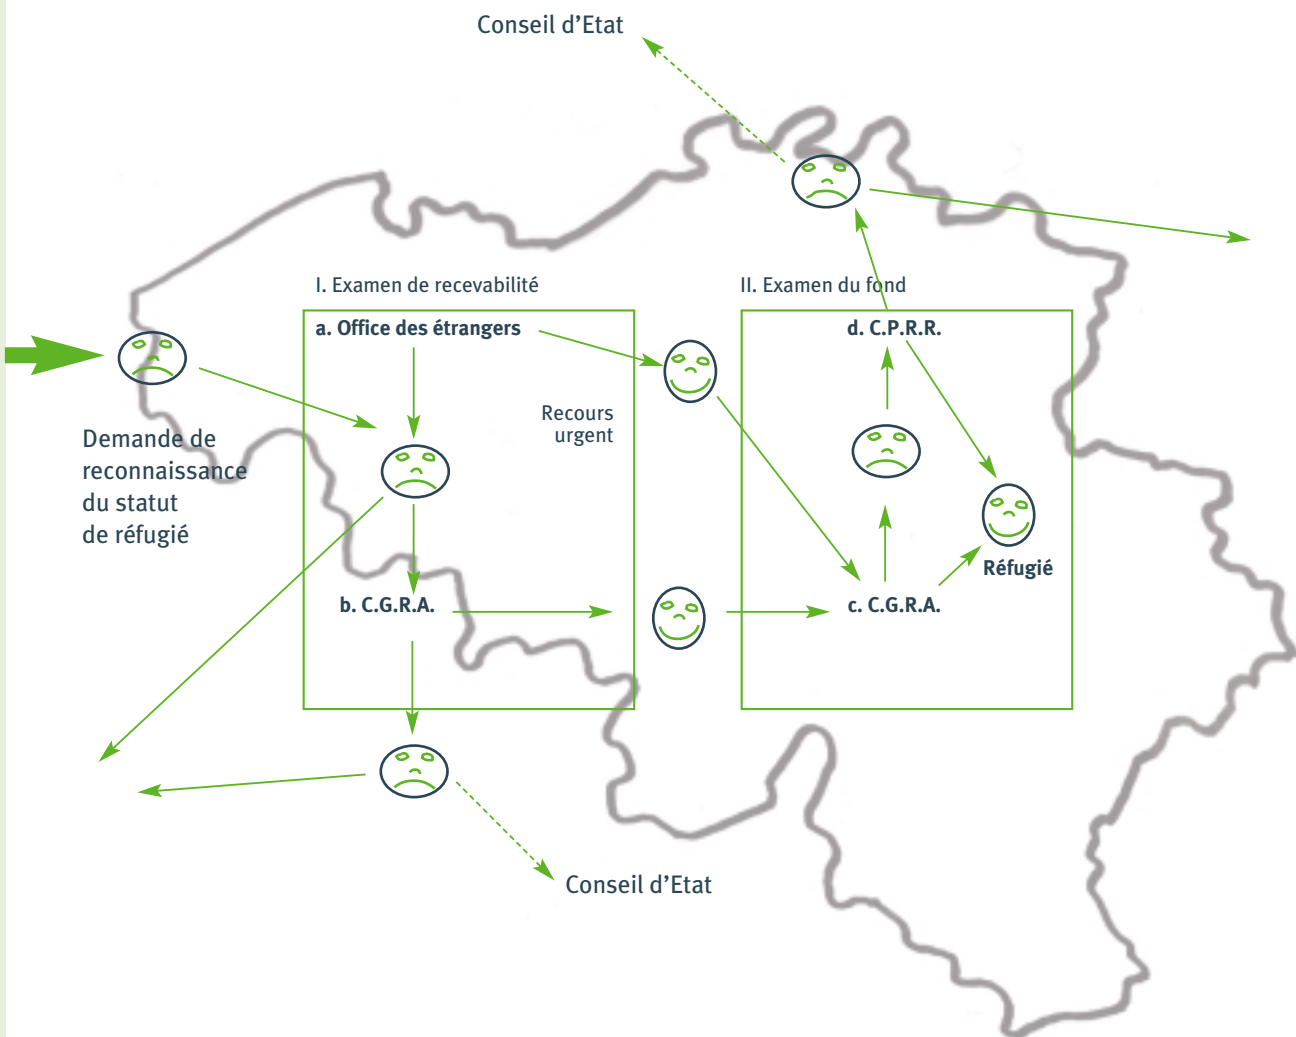 Conseil d’Etat
I. Examen de recevabilité
II. Examen du fond
a. Office des étrangers
d. C.P.R.R.
Recours
urgent
Demande de
reconnaissance
du statut
de réfugié
Réfugié
b. C.G.R.A.
c. C.G.R.A.
Conseil d’Etat